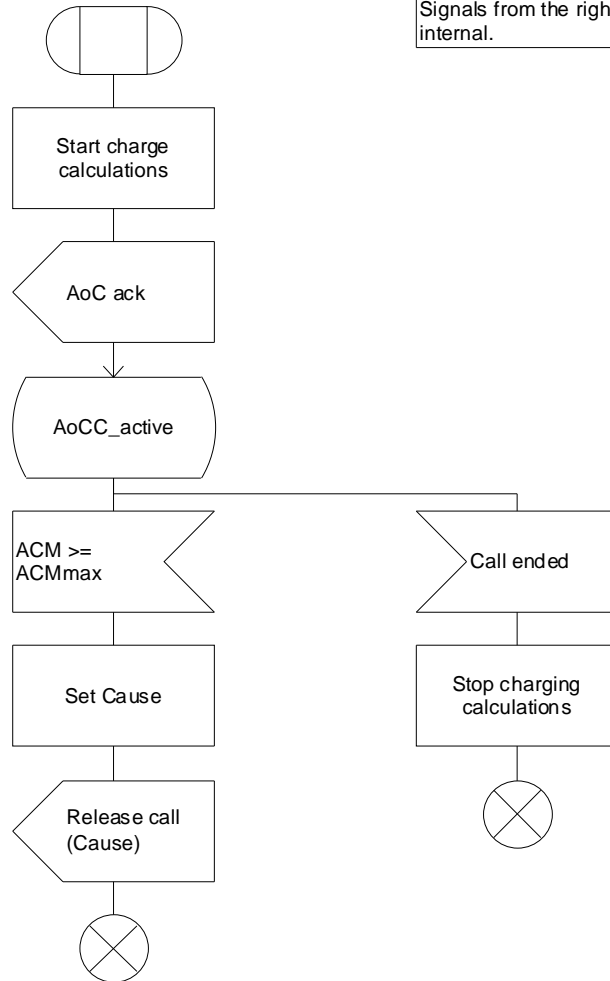 Signals from the
internal.
Start charge
calculations
AoC ack
AoCC_active
ACM >=
ACMmax
Call ended
Set Cause
Stop charging
calculations
Release call
(Cause)